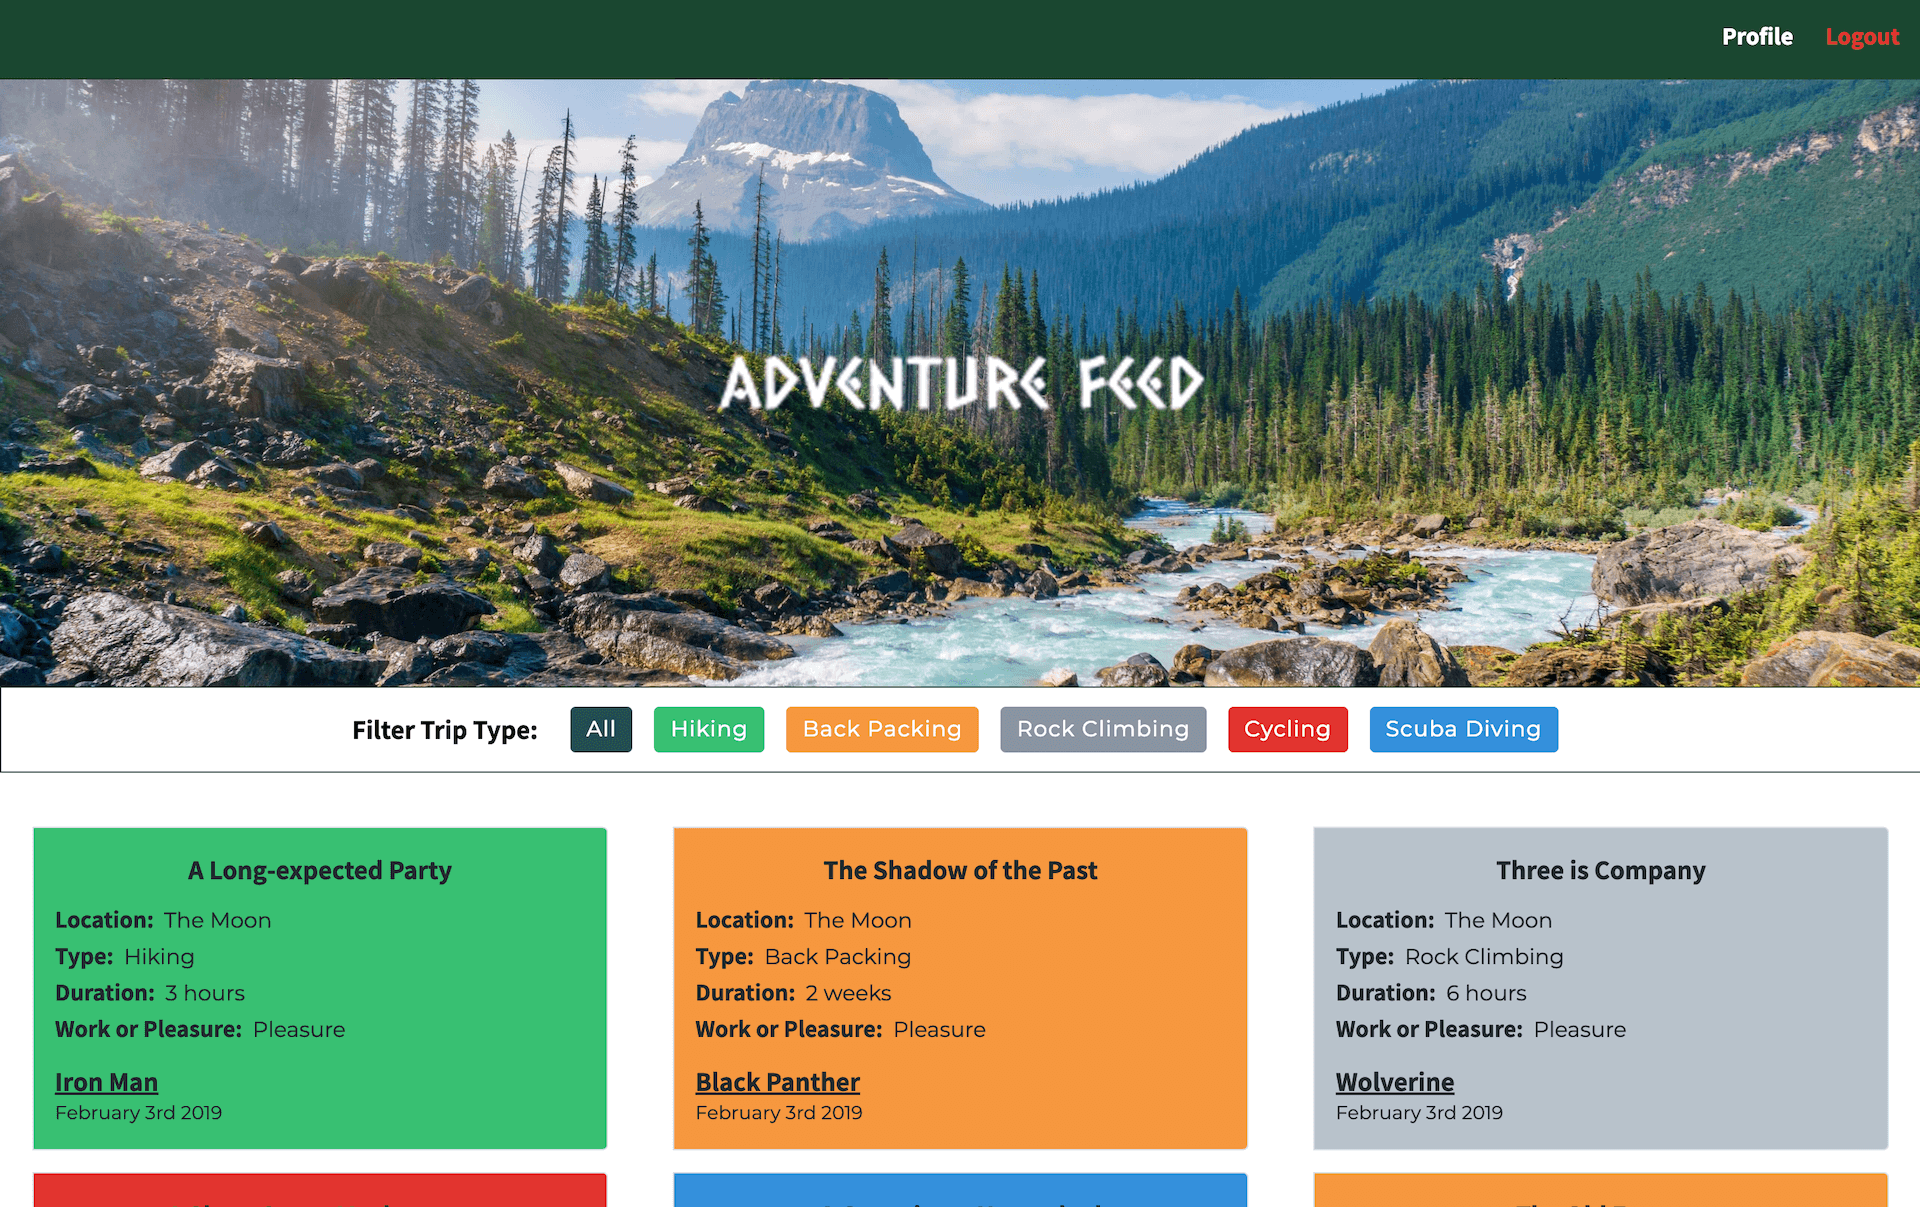 Profile Logout
ADVENTURE FEED
Filter Trip Type: All Hiking Back Packing Rock Climbing Cycling Scuba Diving
A Long-expected Party
Location: The Moon
Type: Hiking
Duration: 3 hours
Work or Pleasure: Pleasure
Iron Man
February 3rd 2019
The Shadow of the Past
Location: The Moon
Type: Back Packing
Duration: 2 weeks
Work or Pleasure: Pleasure
Black Panther
February 3rd 2019
Three is Company
Location: The Moon
Type: Rock Climbing
Duration: 6 hours
Work or Pleasure: Pleasure
Wolverine
February 3rd 2019